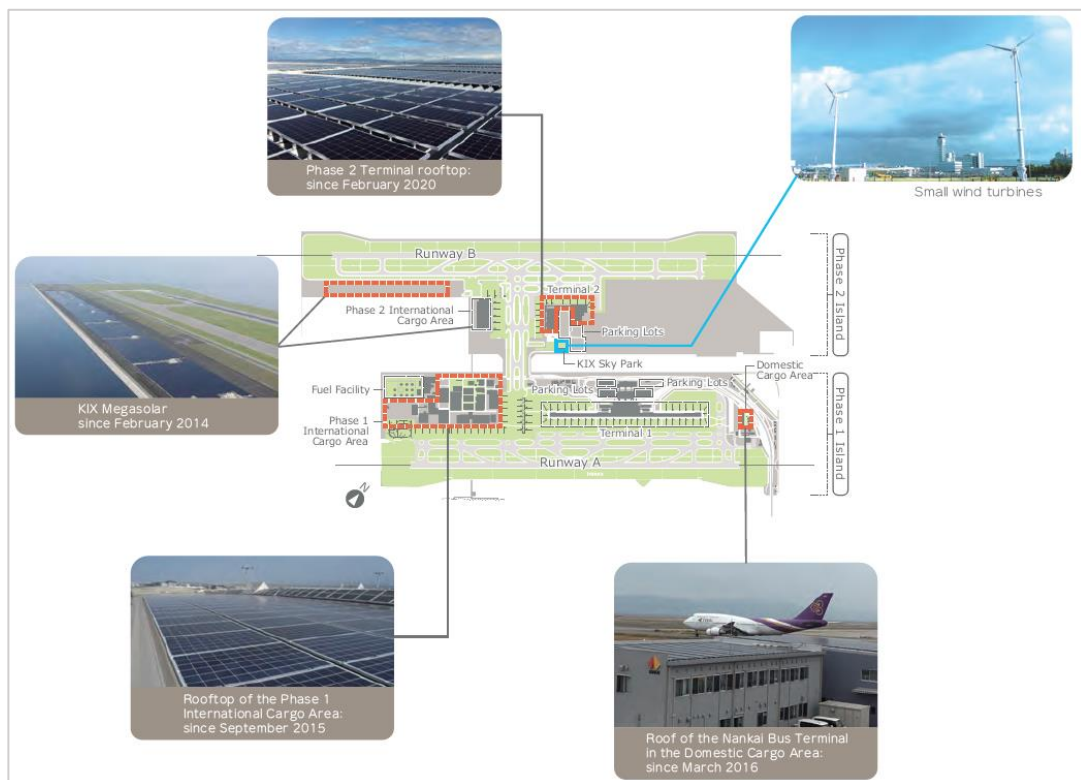 Phase 2 Terminal rooftop:
since February 2020
Small wind turbines
Runway B
Phase 2 Island
Terminal 2
Phase 2 International
Cargo Area
Parking Lots
KIX Sky Park
Domestic
Cargo Area
KIX Megasolar
since February 2014
Fuel Facility
Parking Lots
Parking Lots
Phase 1
International
Cargo Area
Terminal 1
Phase 1 Island
Runway A
N
Rooftop of the Phase 1
International Cargo Area:
since September 2015
Roof of the Nankai Bus Terminal
in the Domestic Cargo Area:
since March 2016